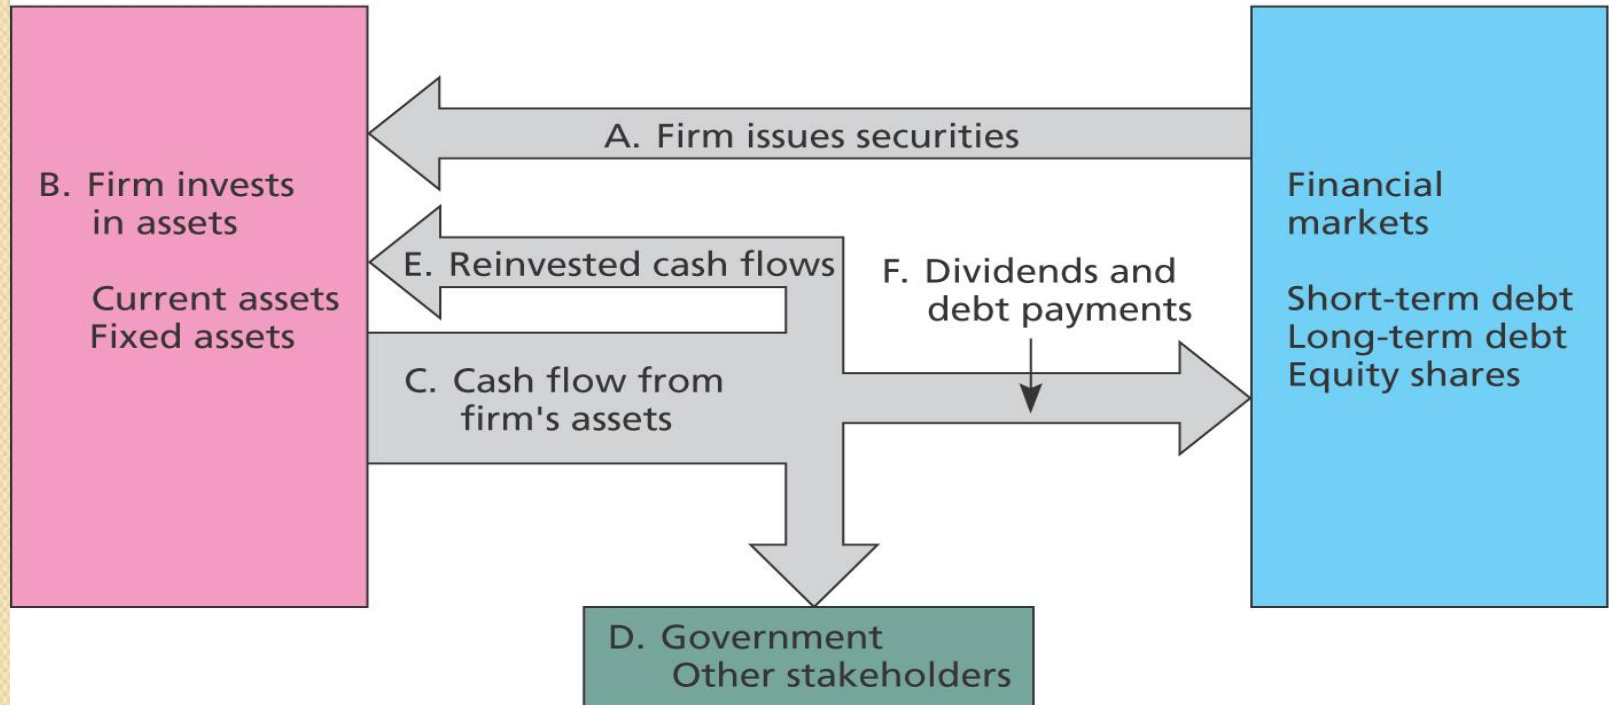 A. Firm issues securities
B. Firm invests
in assets
Current assets
Fixed assets
Financial
markets
Short-term debt
Long-term debt
Equity shares
E. Reinvested cash flows
F. Dividends and
debt payments
C. Cash flow from
firm's assets
D. Government
Other stakeholders